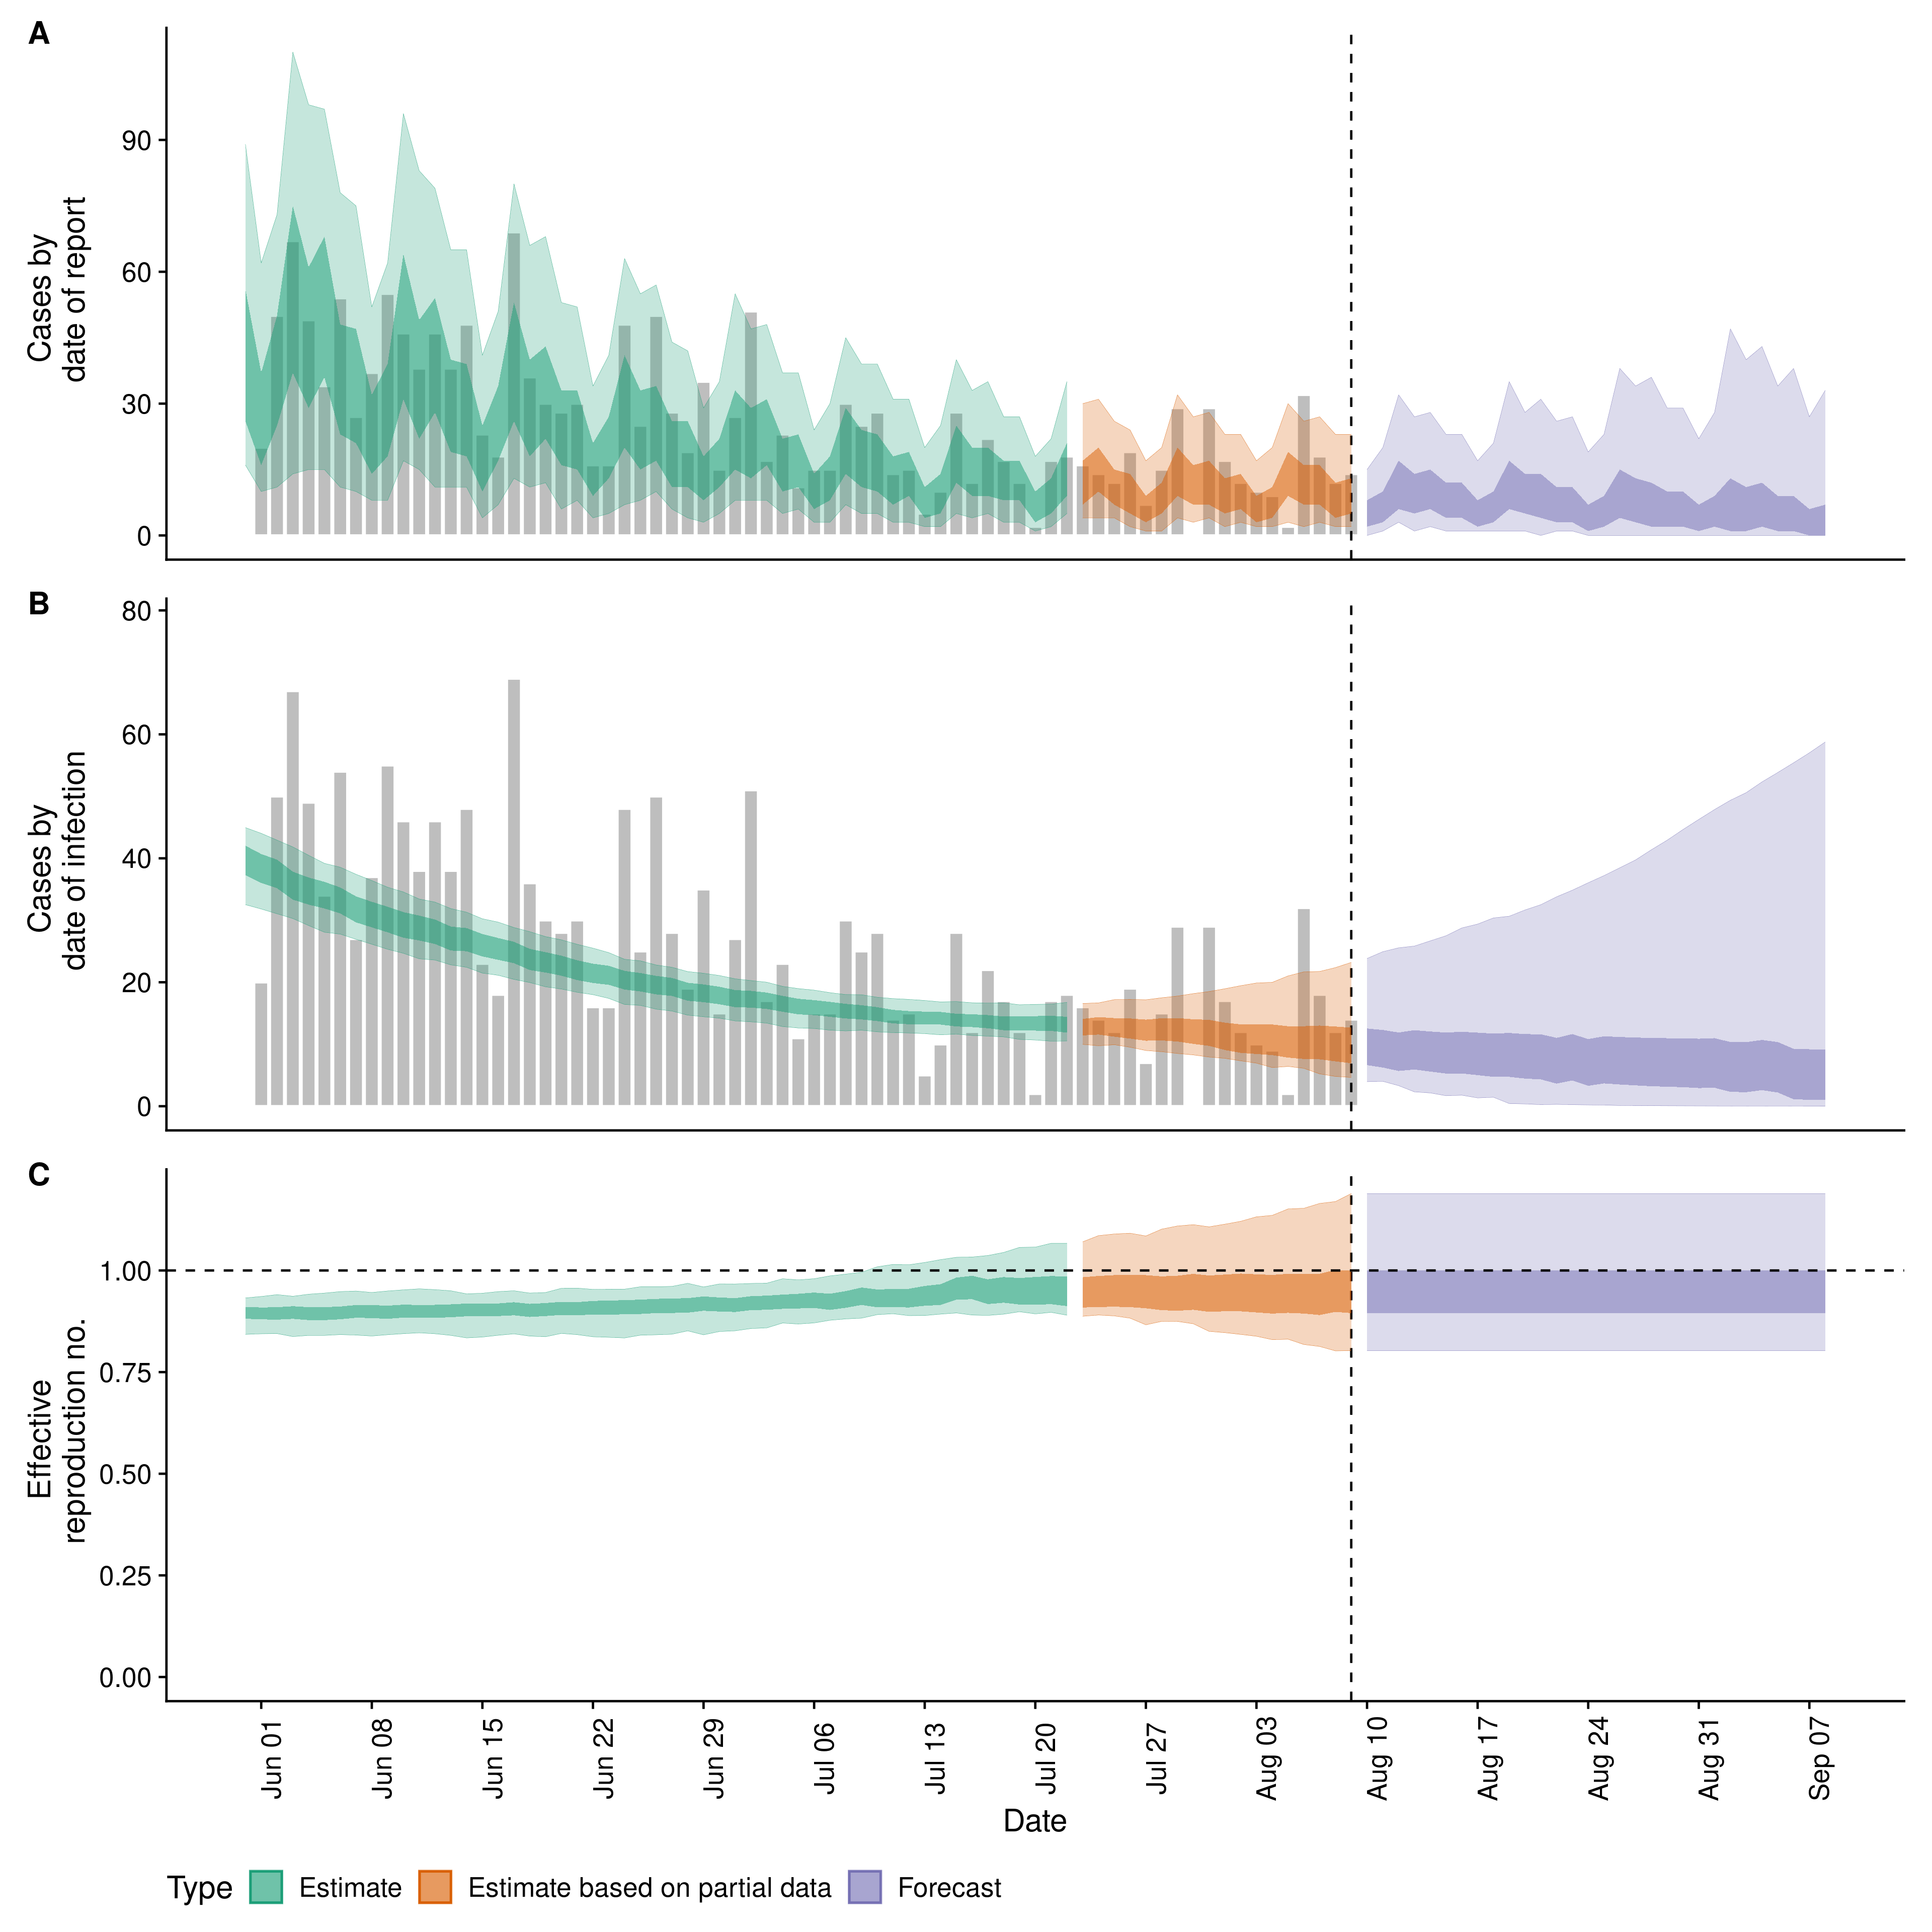 A
Cases by
date of report
90
60
30
0
B
Cases by
date of infection
80
60
40
20
0
C
Effective
reproduction no.
1.00
0.75
0.50
0.25
0.00
Jun 01
Jun 08
Jun 15
Jun 22
Jun 29
Jul 06
Jul 13
Jul 20
Jul 27
Aug 03
Aug 10
Aug 17
Aug 24
Aug 31
Sep 07
Date
Type Estimate Estimate based on partial data Forecast